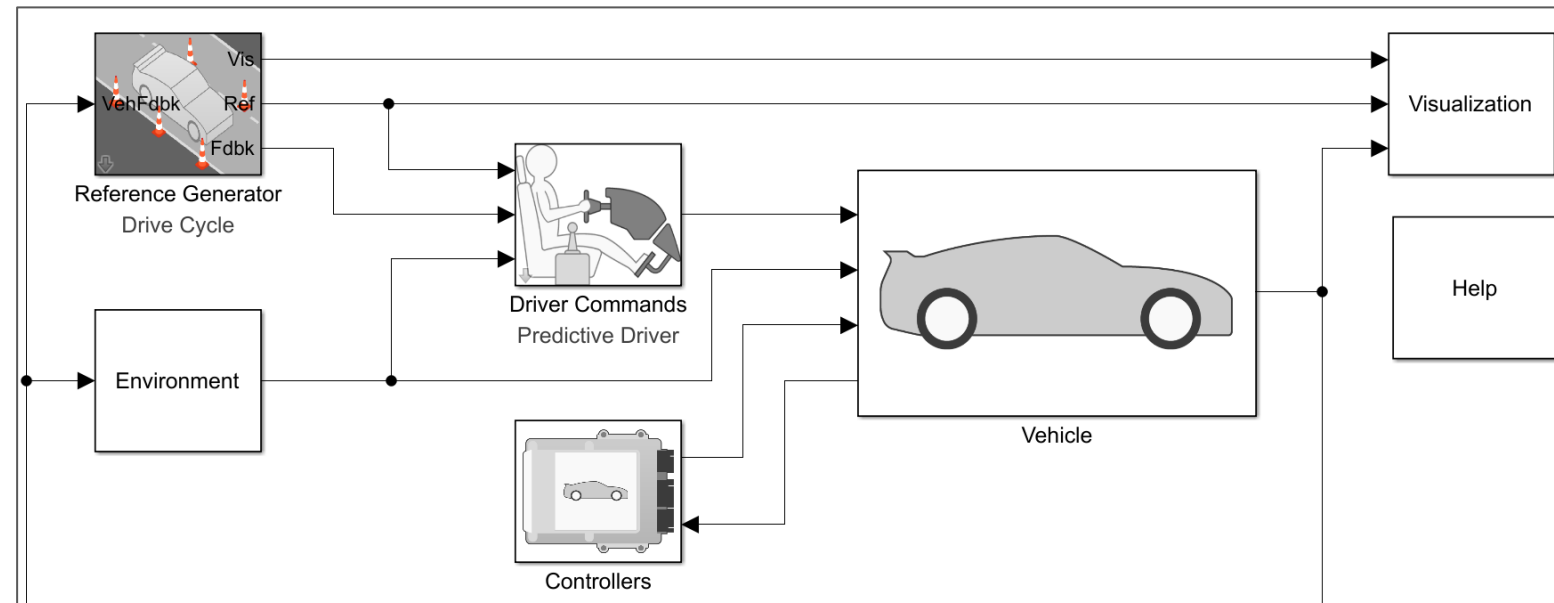 Vis
VehFdbk Ref
Fdbk
Reference Generator
Drive Cycle
Visualization
Driver Commands
Predictive Driver
Help
Environment
Vehicle
Controllers